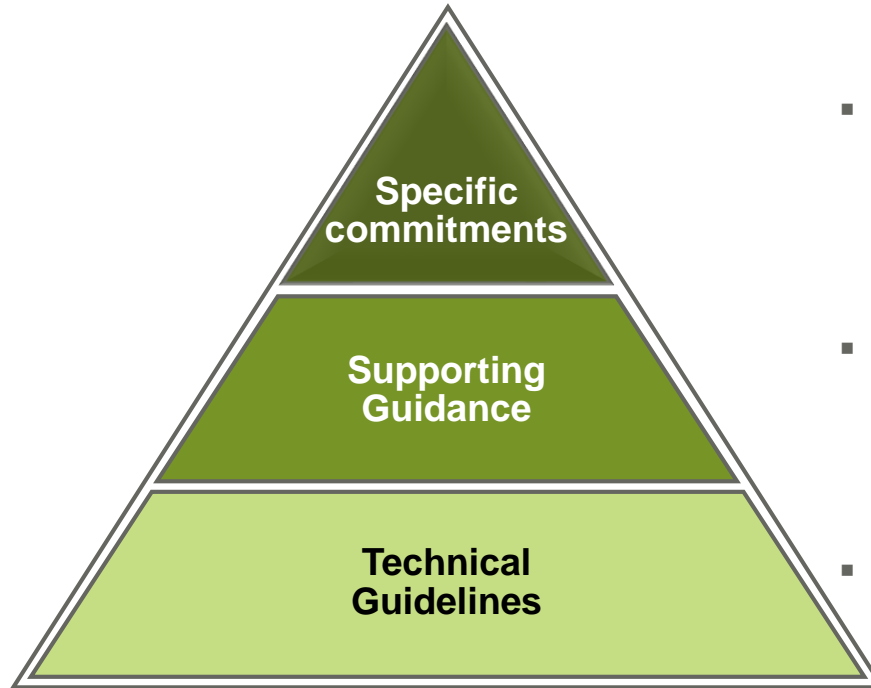 Specific
commitments
Supporting
Guidance
Technical
Guidelines